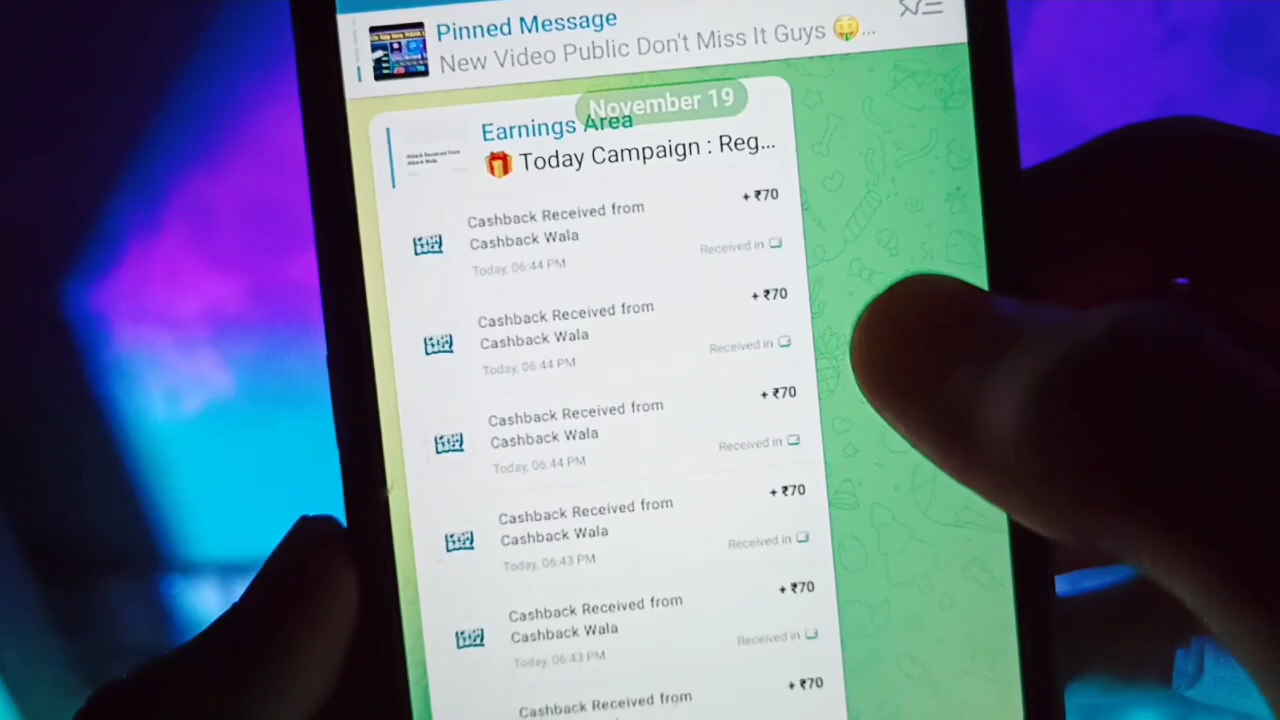 Pinned Message
New Video Public Don't Miss It Guys 🤑...
November 19
Earnings Area
🎁 Today Campaign : Reg...
Cashback Received from
Cashback Wala
+ ₹70
Today, 06:44 PM
Received in
Cashback Received from
Cashback Wala
+ ₹70
Today, 06:44 PM
Received in
Cashback Received from
Cashback Wala
+ ₹70
Today, 06:44 PM
Received in
Cashback Received from
Cashback Wala
+ ₹70
Today, 06:43 PM
Received in
Cashback Received from
Cashback Wala
+ ₹70
Today, 06:43 PM
Received in
Cashback Received from
+ ₹70